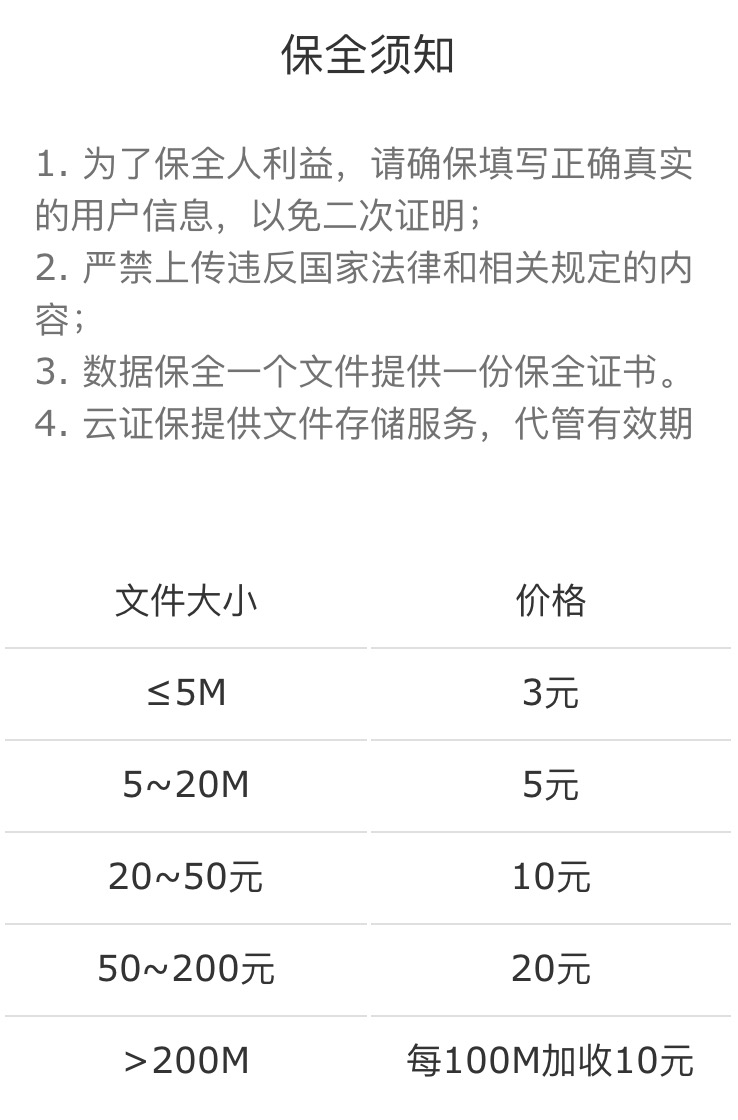 保全须知
1. 为了保全人利益，请确保填写正确真实
的用户信息，以免二次证明；
2. 严禁上传违反国家法律和相关规定的内
容；
3. 数据保全一个文件提供一份保全证书。
4. 云证保提供文件存储服务，代管有效期
文件大小 价格
≤5M 3元
5~20M 5元
20~50元 10元
50~200元 20元
>200M 每100M加收10元